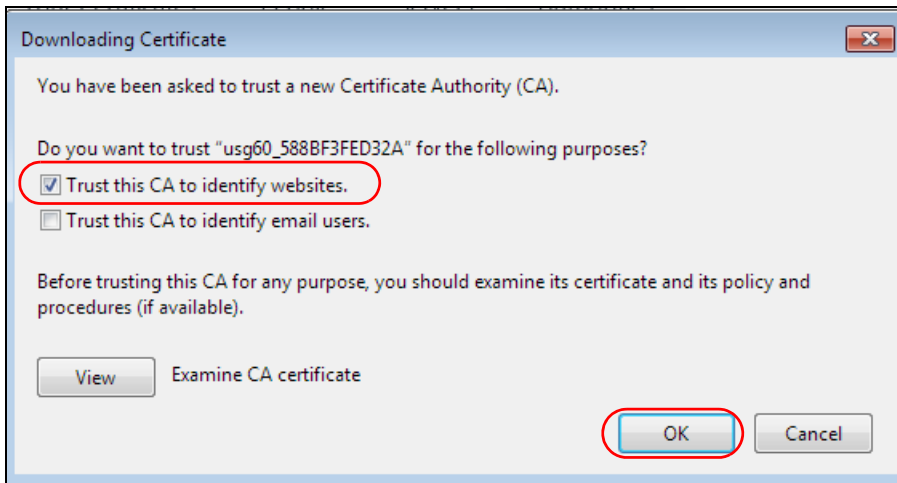 Downloading Certificate
You have been asked to trust a new Certificate Authority (CA).
Do you want to trust “usg60_588BF3FED32A” for the following purposes?
Trust this CA to identify websites.
Trust this CA to identify email users.
Before trusting this CA for any purpose, you should examine its certificate and its policy and
procedures (if available).
View Examine CA certificate
OK Cancel